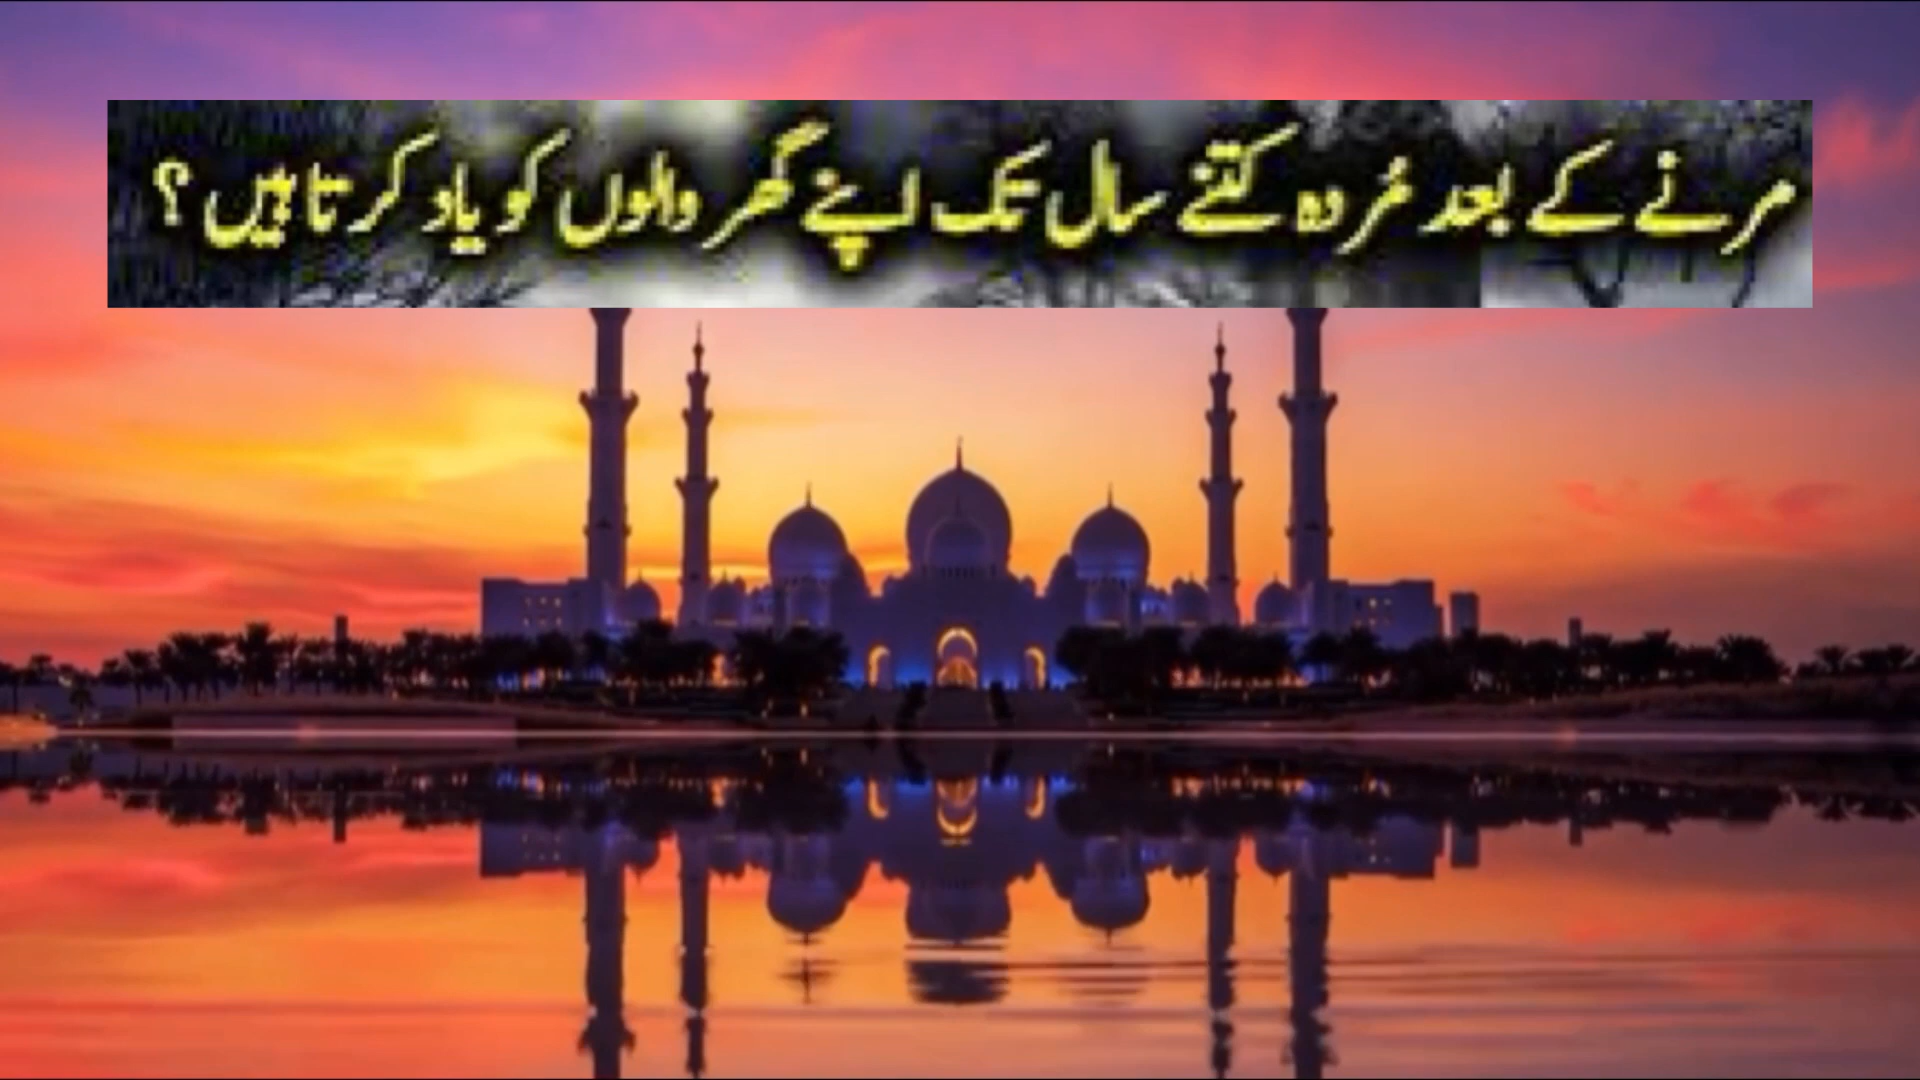 مرنے کے بعد مُردہ کتنے سال تک اپنے گھر والوں کو یاد کرتا ہیں ؟